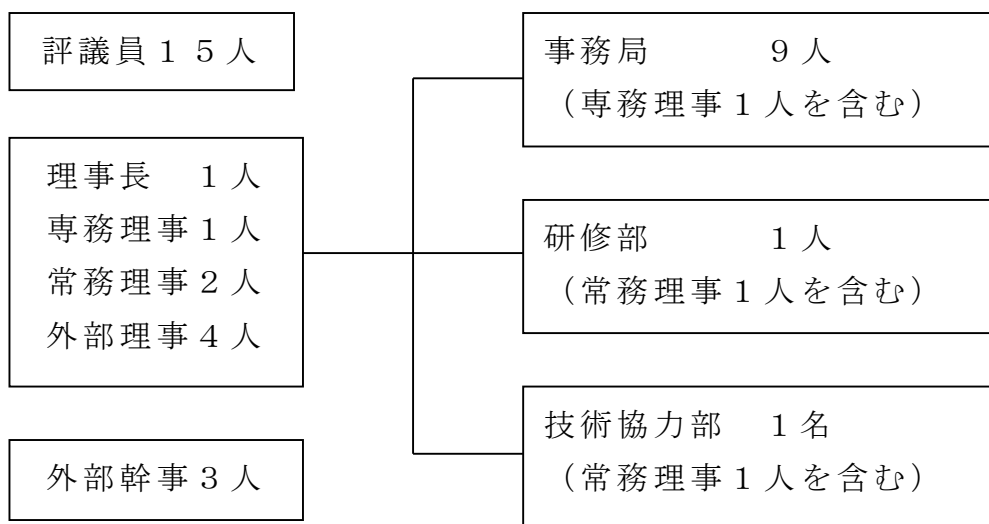 評議員１５人
理事長　１人
専務理事１人
常務理事２人
外部理事４人
外部幹事３人
事務局　　　９人
（専務理事１人を含む）
研修部　　　１人
（常務理事１人を含む）
技術協力部　１名
（常務理事１人を含む）